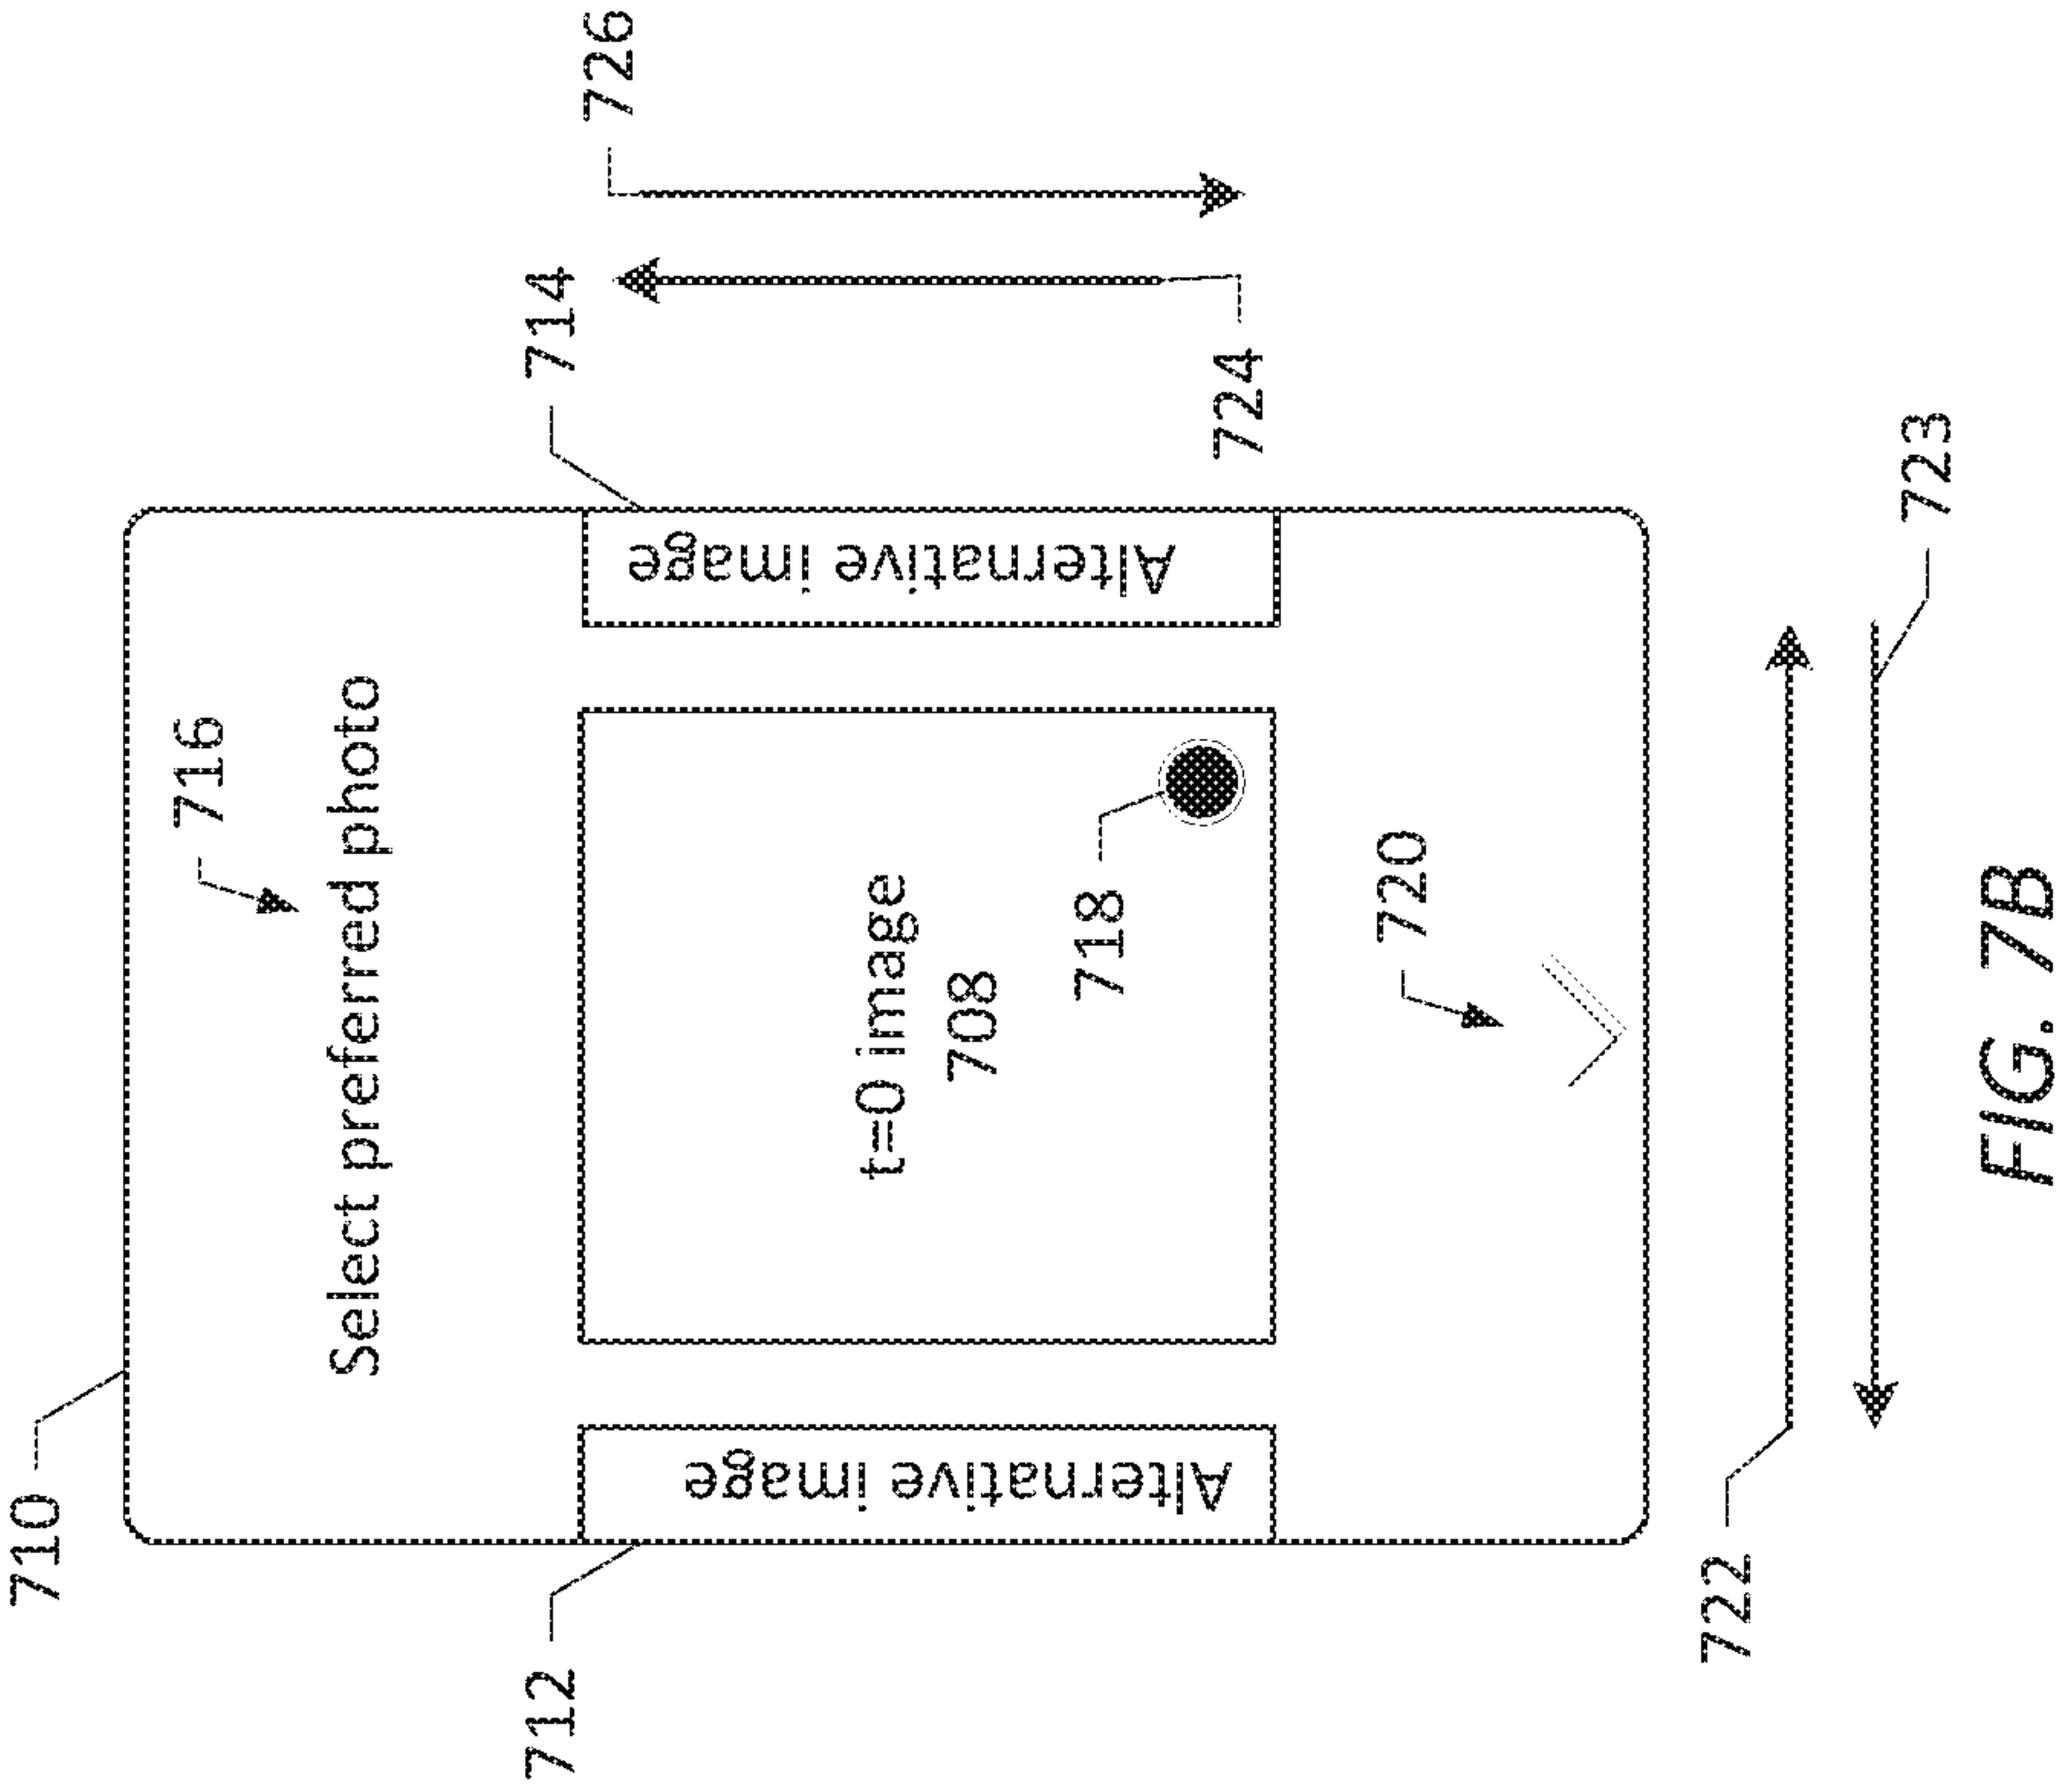 710
716
Select preferred photo
712
714
726
Alternative image
t=0 image
708
Alternative image
718
724
720
722
723
FIG. 7B